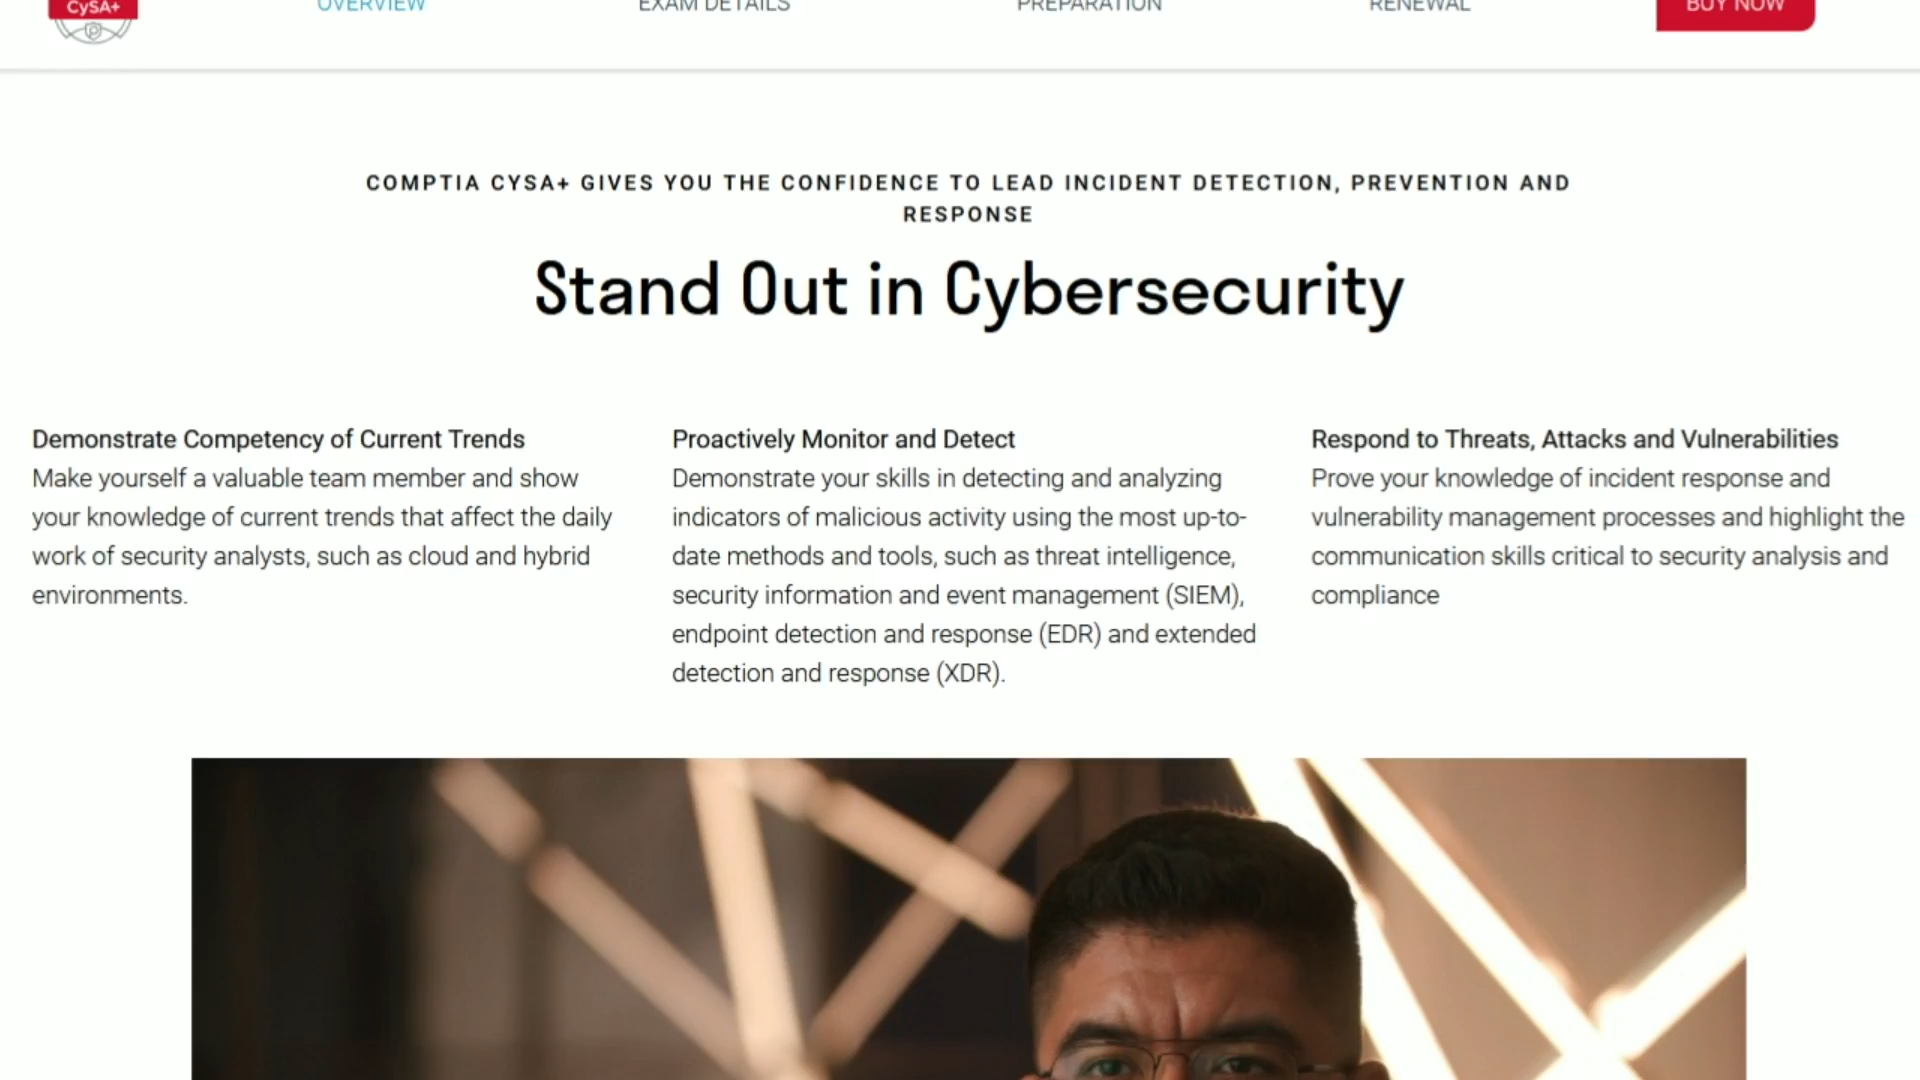 CySA+
OVERVIEW
EXAM DETAILS
PREPARATION
RENEWAL
BUY NOW
COMPTIA CYSA+ GIVES YOU THE CONFIDENCE TO LEAD INCIDENT DETECTION, PREVENTION AND
RESPONSE
Stand Out in Cybersecurity
Demonstrate Competency of Current Trends
Make yourself a valuable team member and show
your knowledge of current trends that affect the daily
work of security analysts, such as cloud and hybrid
environments.
Proactively Monitor and Detect
Demonstrate your skills in detecting and analyzing
indicators of malicious activity using the most up-to-
date methods and tools, such as threat intelligence,
security information and event management (SIEM),
endpoint detection and response (EDR) and extended
detection and response (XDR).
Respond to Threats, Attacks and Vulnerabilities
Prove your knowledge of incident response and
vulnerability management processes and highlight the
communication skills critical to security analysis and
compliance